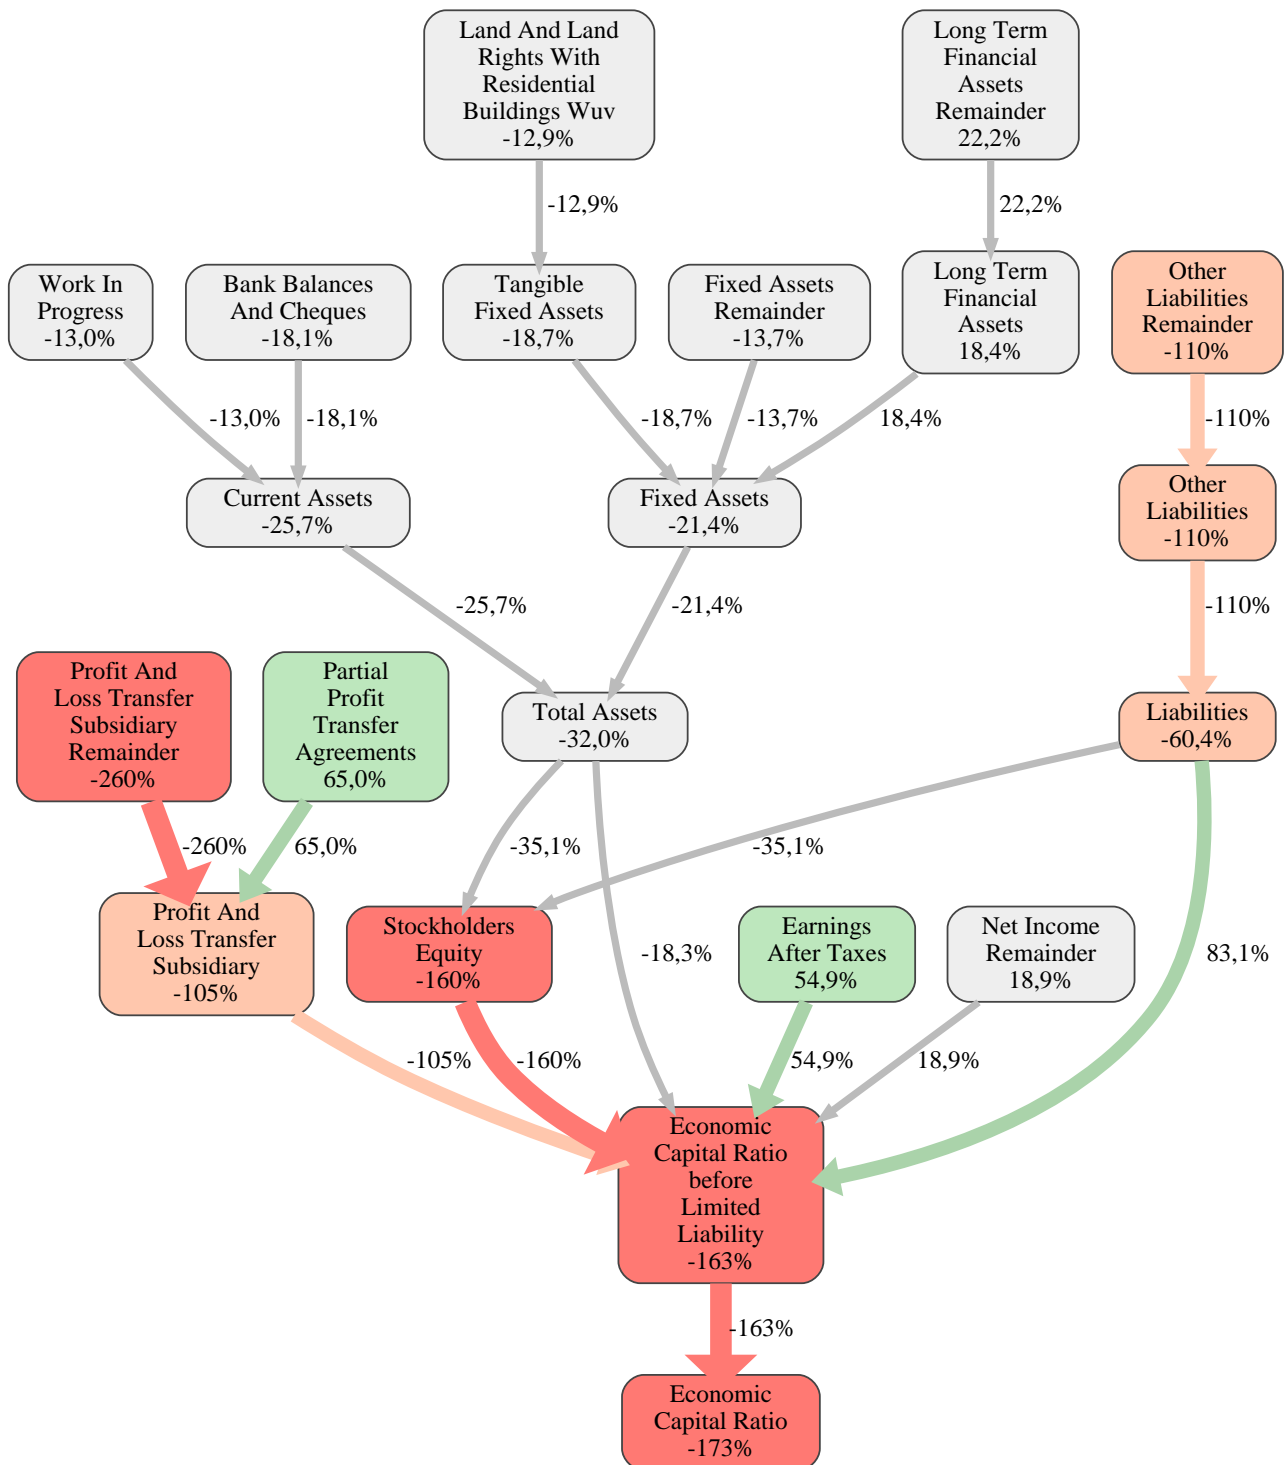 Land And Land
Rights With
Residential
Buildings Wuv
-12,9%
Long Term
Financial
Assets
Remainder
22,2%
-12,9%
22,2%
Work In
Progress
-13,0%
Bank Balances
And Cheques
-18,1%
Tangible
Fixed Assets
-18,7%
Fixed Assets
Remainder
-13,7%
Long Term
Financial
Assets
18,4%
Other
Liabilities
Remainder
-110%
-13,0%
-18,1%
-18,7%
-13,7%
18,4%
-110%
Current Assets
-25,7%
Fixed Assets
-21,4%
Other
Liabilities
-110%
-25,7%
-21,4%
-110%
Profit And
Loss Transfer
Subsidiary
Remainder
-260%
Partial
Profit
Transfer
Agreements
65,0%
Total Assets
-32,0%
Liabilities
-60,4%
-260%
65,0%
-35,1%
-35,1%
Profit And
Loss Transfer
Subsidiary
-105%
Stockholders
Equity
-160%
-18,3%
Earnings
After Taxes
54,9%
Net Income
Remainder
18,9%
83,1%
-105%
-160%
54,9%
18,9%
Economic
Capital Ratio
before
Limited
Liability
-163%
-163%
Economic
Capital Ratio
-173%